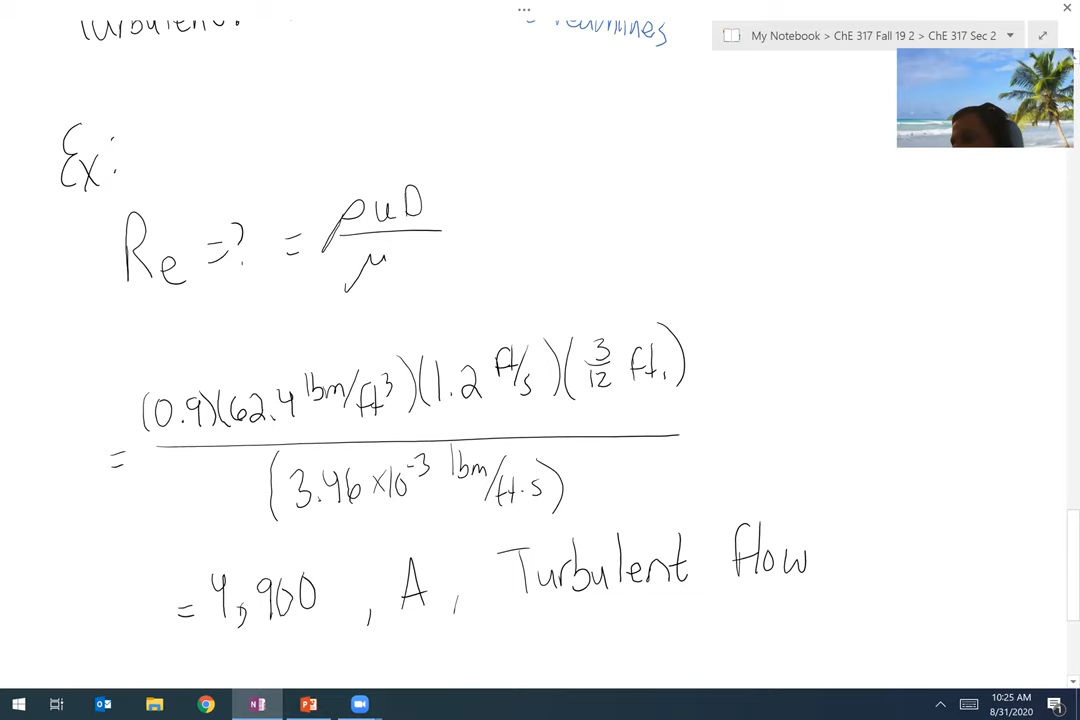 ...
My Notebook > ChE 317 Fall 19 2 > ChE 317 Sec 2
Turbulent?
Ex:
Re =? = ρuD/μ
= (0.9)(62.4 lbm/ft³)(1.2 ft/s)(3/12 ft.)
(3.46 ×10⁻³ lbm/ft.s)
= 4,900 , A , Turbulent flow
10:25 AM
8/31/2020